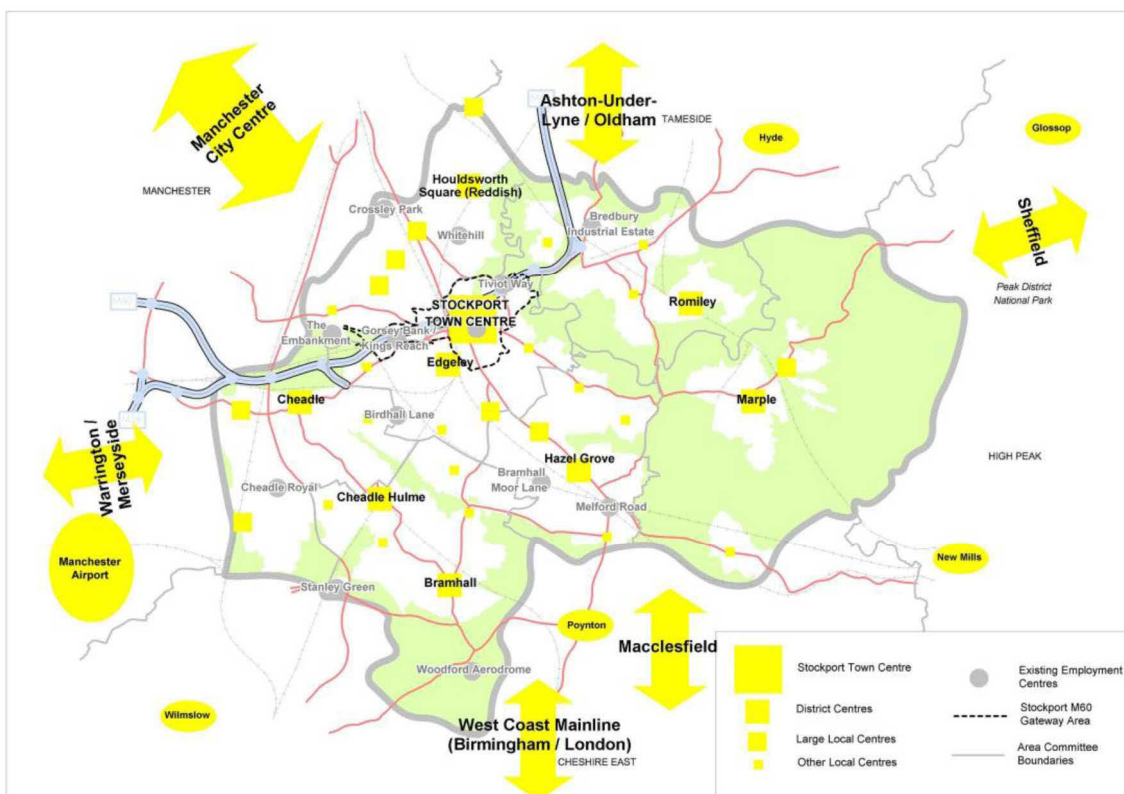 Manchester
City Centre
Ashton-Under-
Lyne / Oldham
TAMESIDE
Hyde
Glossop
MANCHESTER
Houldsworth
Square (Reddish)
Crossley Park
Whitehill
Bredbury
Industrial Estate
Sheffield
Peak District
National Park
Tiviot Way
STOCKPORT
TOWN CENTRE
Romiley
The
Embankment
Gorsey Bank /
Kings Reach
Edgeley
Cheadle
Birdhall Lane
Marple
Warrington /
Merseyside
Hazel Grove
HIGH PEAK
Cheadle Royal
Cheadle Hulme
Bramhall
Moor Lane
Melford Road
Manchester
Airport
New Mills
Stanley Green
Bramhall
Poynton
Macclesfield
Woodford Aerodrome
Wilmslow
West Coast Mainline
(Birmingham / London)
CHESHIRE EAST
Stockport Town Centre
District Centres
Large Local Centres
Other Local Centres
Existing Employment
Centres
Stockport M60
Gateway Area
Area Committee
Boundaries